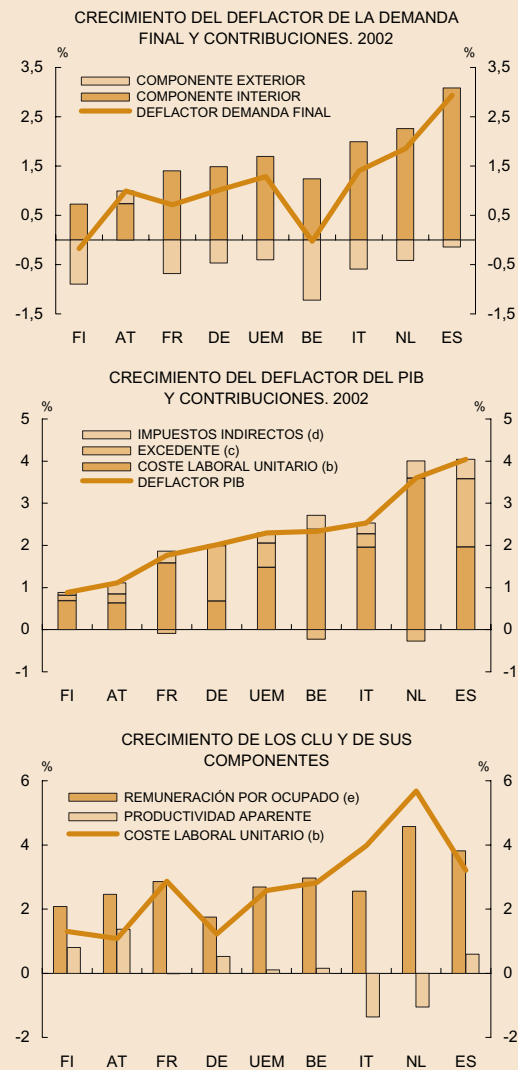 CRECIMIENTO DEL DEFLACTOR DE LA DEMANDA
FINAL Y CONTRIBUCIONES. 2002
% %
3,5 3,5
COMPONENTE EXTERIOR
COMPONENTE INTERIOR
DEFLACTOR DEMANDA FINAL
2,5 2,5
1,5 1,5
0,5 0,5
-0,5 -0,5
-1,5 -1,5
FI AT FR DE UEM BE IT NL ES
CRECIMIENTO DEL DEFLACTOR DEL PIB
Y CONTRIBUCIONES. 2002
% %
5 5
IMPUESTOS INDIRECTOS (d)
EXCEDENTE (c)
COSTE LABORAL UNITARIO (b)
DEFLACTOR PIB
4 4
3 3
2 2
1 1
0 0
-1 -1
FI AT FR DE UEM BE IT NL ES
CRECIMIENTO DE LOS CLU Y DE SUS
COMPONENTES
% %
6 6
REMUNERACIÓN POR OCUPADO (e)
PRODUCTIVIDAD APARENTE
COSTE LABORAL UNITARIO (b)
4 4
2 2
0 0
-2 -2
FI AT FR DE UEM BE IT NL ES